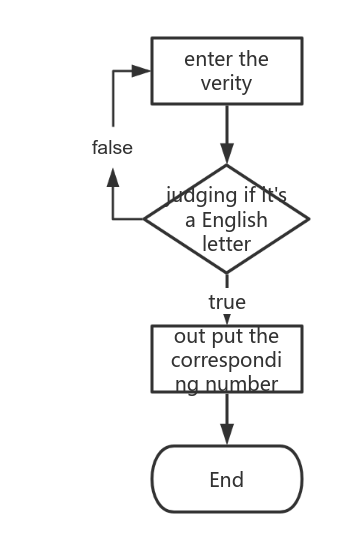 enter the
verity
false
judging if it's
a English
letter
true
out put the
correspondi
ng number
End